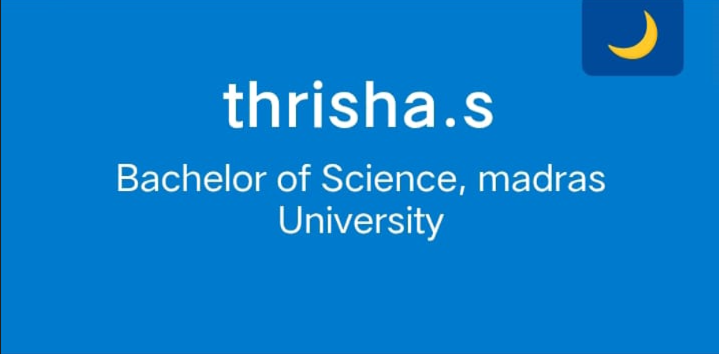 thrisha.s
Bachelor of Science, madras
University